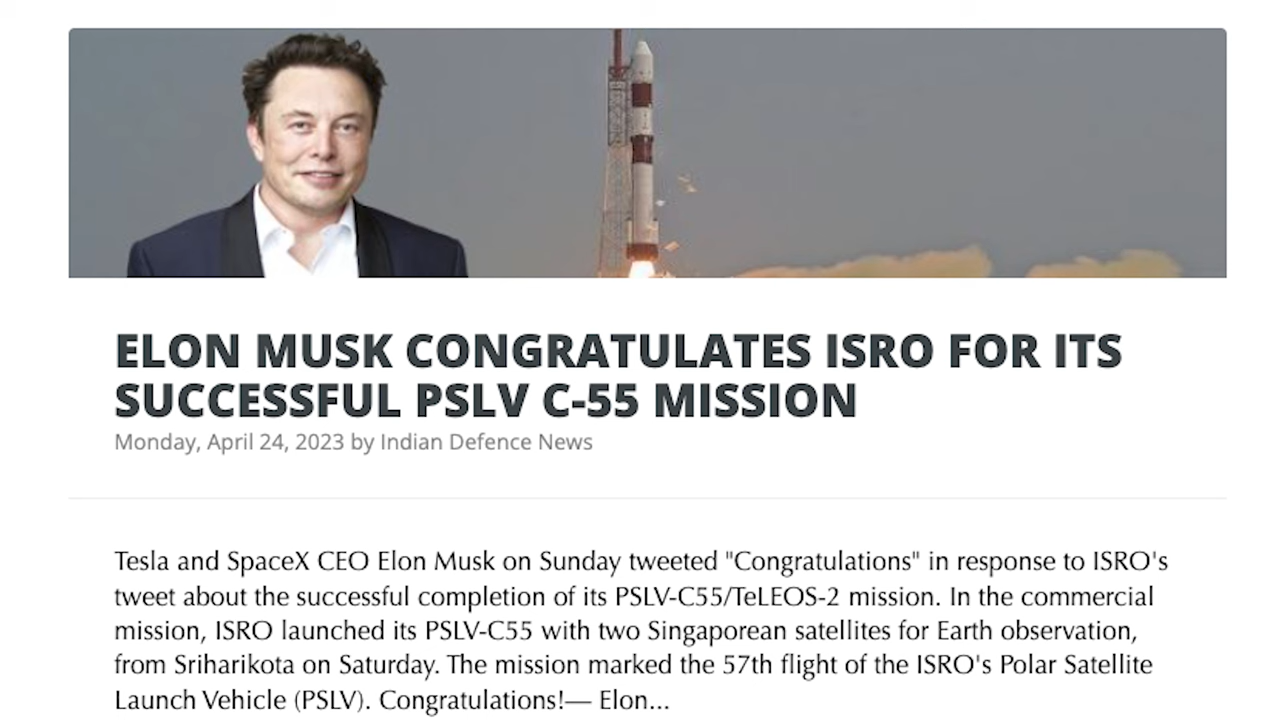 ELON MUSK CONGRATULATES ISRO FOR ITS
SUCCESSFUL PSLV C-55 MISSION
Monday, April 24, 2023 by Indian Defence News
Tesla and SpaceX CEO Elon Musk on Sunday tweeted "Congratulations" in response to ISRO's
tweet about the successful completion of its PSLV-C55/TeLEOS-2 mission. In the commercial
mission, ISRO launched its PSLV-C55 with two Singaporean satellites for Earth observation,
from Sriharikota on Saturday. The mission marked the 57th flight of the ISRO's Polar Satellite
Launch Vehicle (PSLV). Congratulations!— Elon...